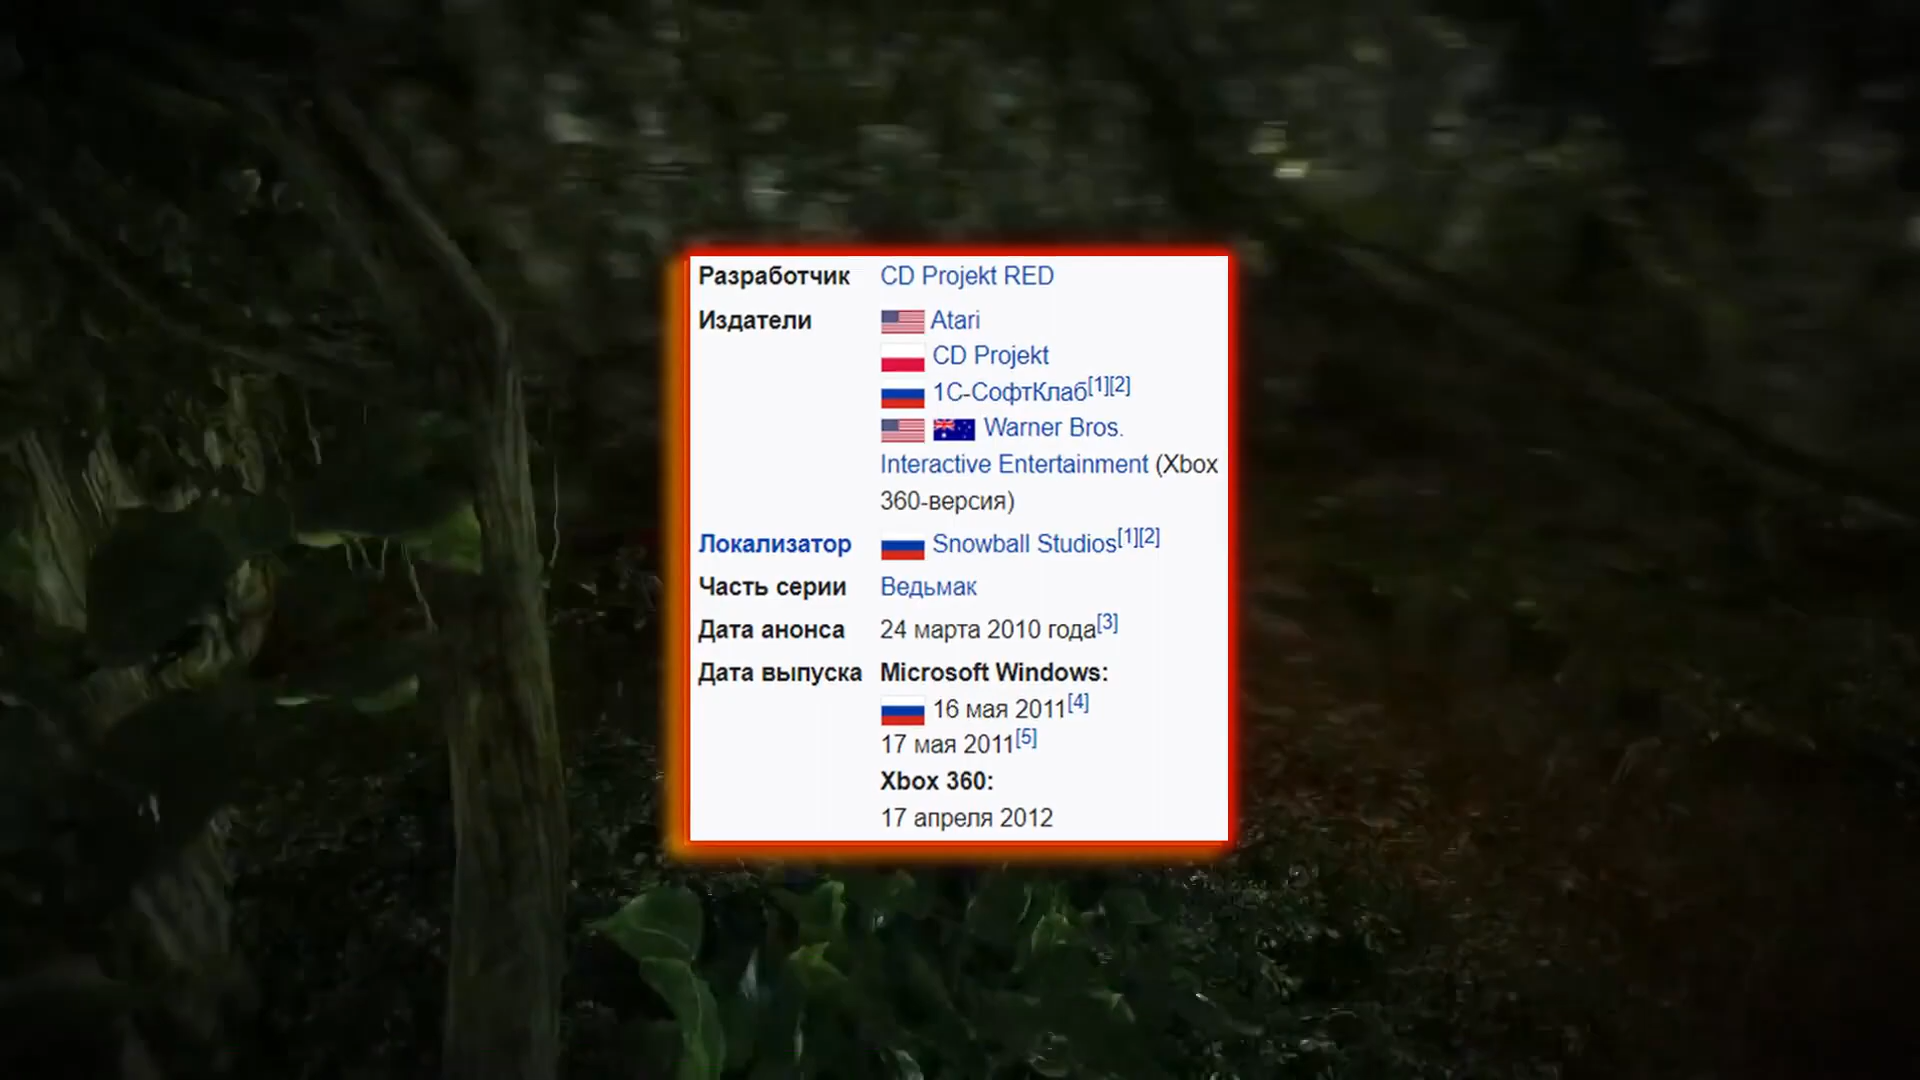 Разработчик CD Projekt RED
Издатели Atari
CD Projekt
1С-СофтКлаб[1][2]
Warner Bros.
Interactive Entertainment (Xbox
360-версия)
Локализатор Snowball Studios[1][2]
Часть серии Ведьмак
Дата анонса 24 марта 2010 года[3]
Дата выпуска Microsoft Windows:
16 мая 2011[4]
17 мая 2011[5]
Xbox 360:
17 апреля 2012